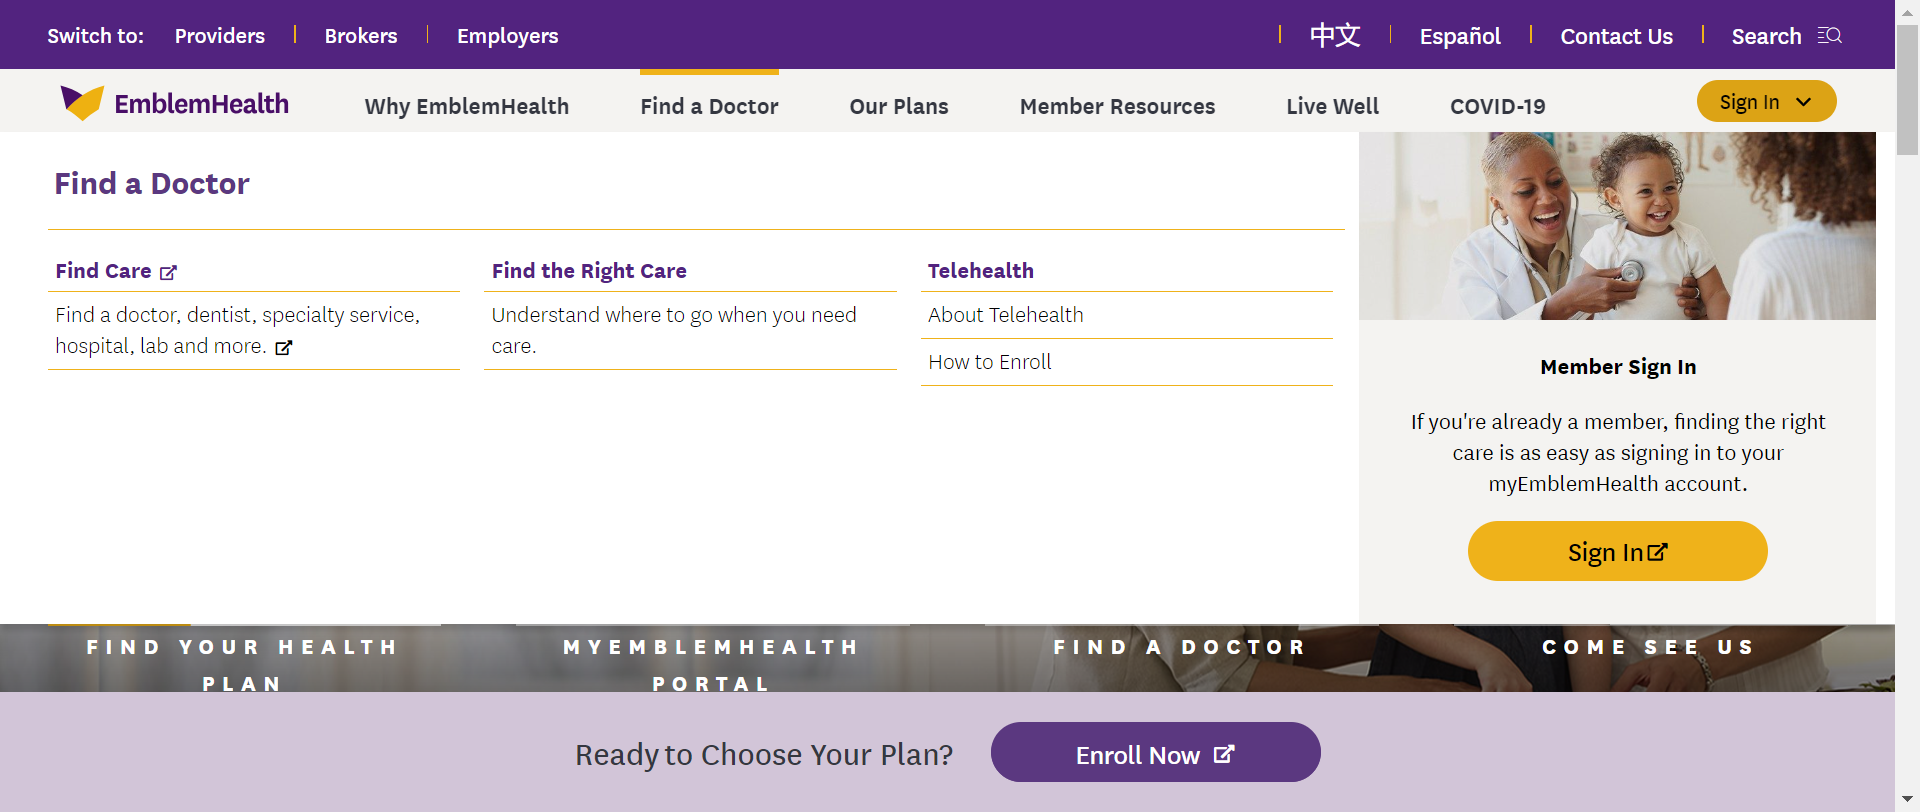 Switch to: Providers Brokers Employers 中文 Español Contact Us Search
EmblemHealth Why EmblemHealth Find a Doctor Our Plans Member Resources Live Well COVID-19 Sign In
Find a Doctor
Find Care
Find a doctor, dentist, specialty service,
hospital, lab and more.
Find the Right Care
Understand where to go when you need
care.
Telehealth
About Telehealth
How to Enroll
Member Sign In
If you're already a member, finding the right
care is as easy as signing in to your
myEmblemHealth account.
Sign In
FIND YOUR HEALTH
PLAN
MYEMBLEMHEALTH
PORTAL
FIND A DOCTOR
COME SEE US
Ready to Choose Your Plan?
Enroll Now